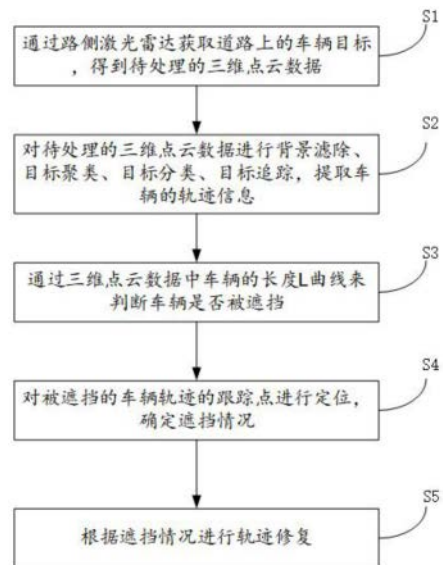 S1
通过路侧激光雷达获取道路上的车辆目标
，得到待处理的三维点云数据
S2
对待处理的三维点云数据进行背景滤除、
目标聚类、目标分类、目标追踪，提取车
辆的轨迹信息
S3
通过三维点云数据中车辆的长度L曲线来
判断车辆是否被遮挡
S4
对被遮挡的车辆轨迹的跟踪点进行定位，
确定遮挡情况
S5
根据遮挡情况进行轨迹修复